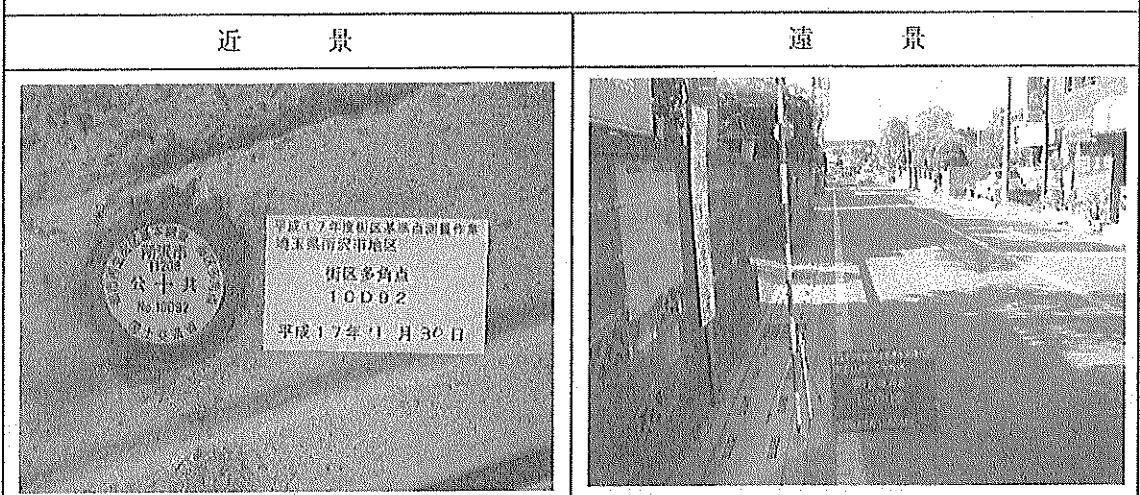 近 景
遠 景
所沢市
11208
公 十 共
No.10D92
平成17年度街区基準点測量作業
埼玉県所沢市地区
街区多角点
10D92
平成17年11月30日